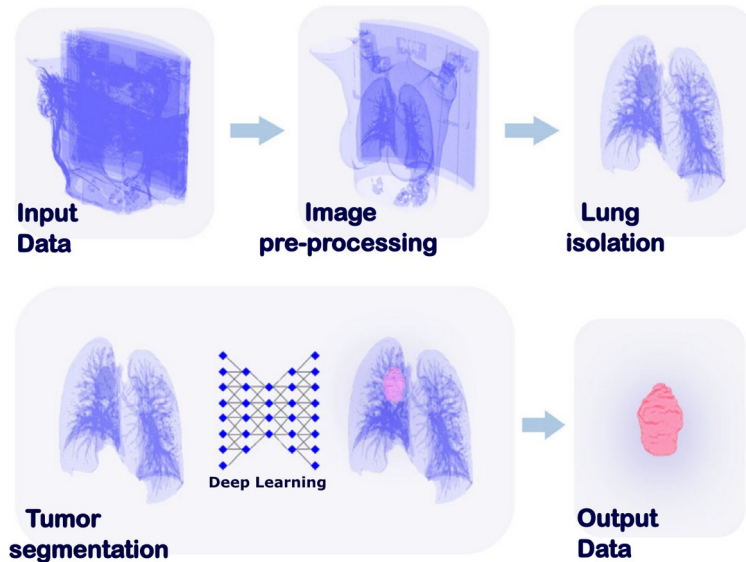 Input
Data
Image
pre-processing
Lung
isolation
Deep Learning
Tumor
segmentation
Output
Data